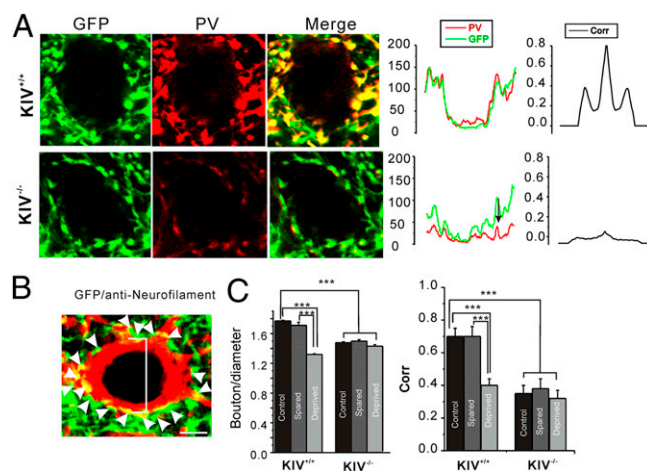 A
GFP
PV
Merge
KIV+/+
KIV-/-
PV
GFP
200
150
100
50
0
Corr
0.8
0.6
0.4
0.2
0.0
200
150
100
50
0
0.8
0.6
0.4
0.2
0.0
B
GFP/anti-Neurofilament
C
Bouton/diameter
1.6
1.2
0.8
0.4
0.0
***
***
***
Control
Spared
Deprived
Control
Spared
Deprived
KIV+/+
KIV-/-
Corr
1.0
0.8
0.6
0.4
0.2
0.0
***
***
***
Control
Spared
Deprived
Control
Spared
Deprived
KIV+/+
KIV-/-